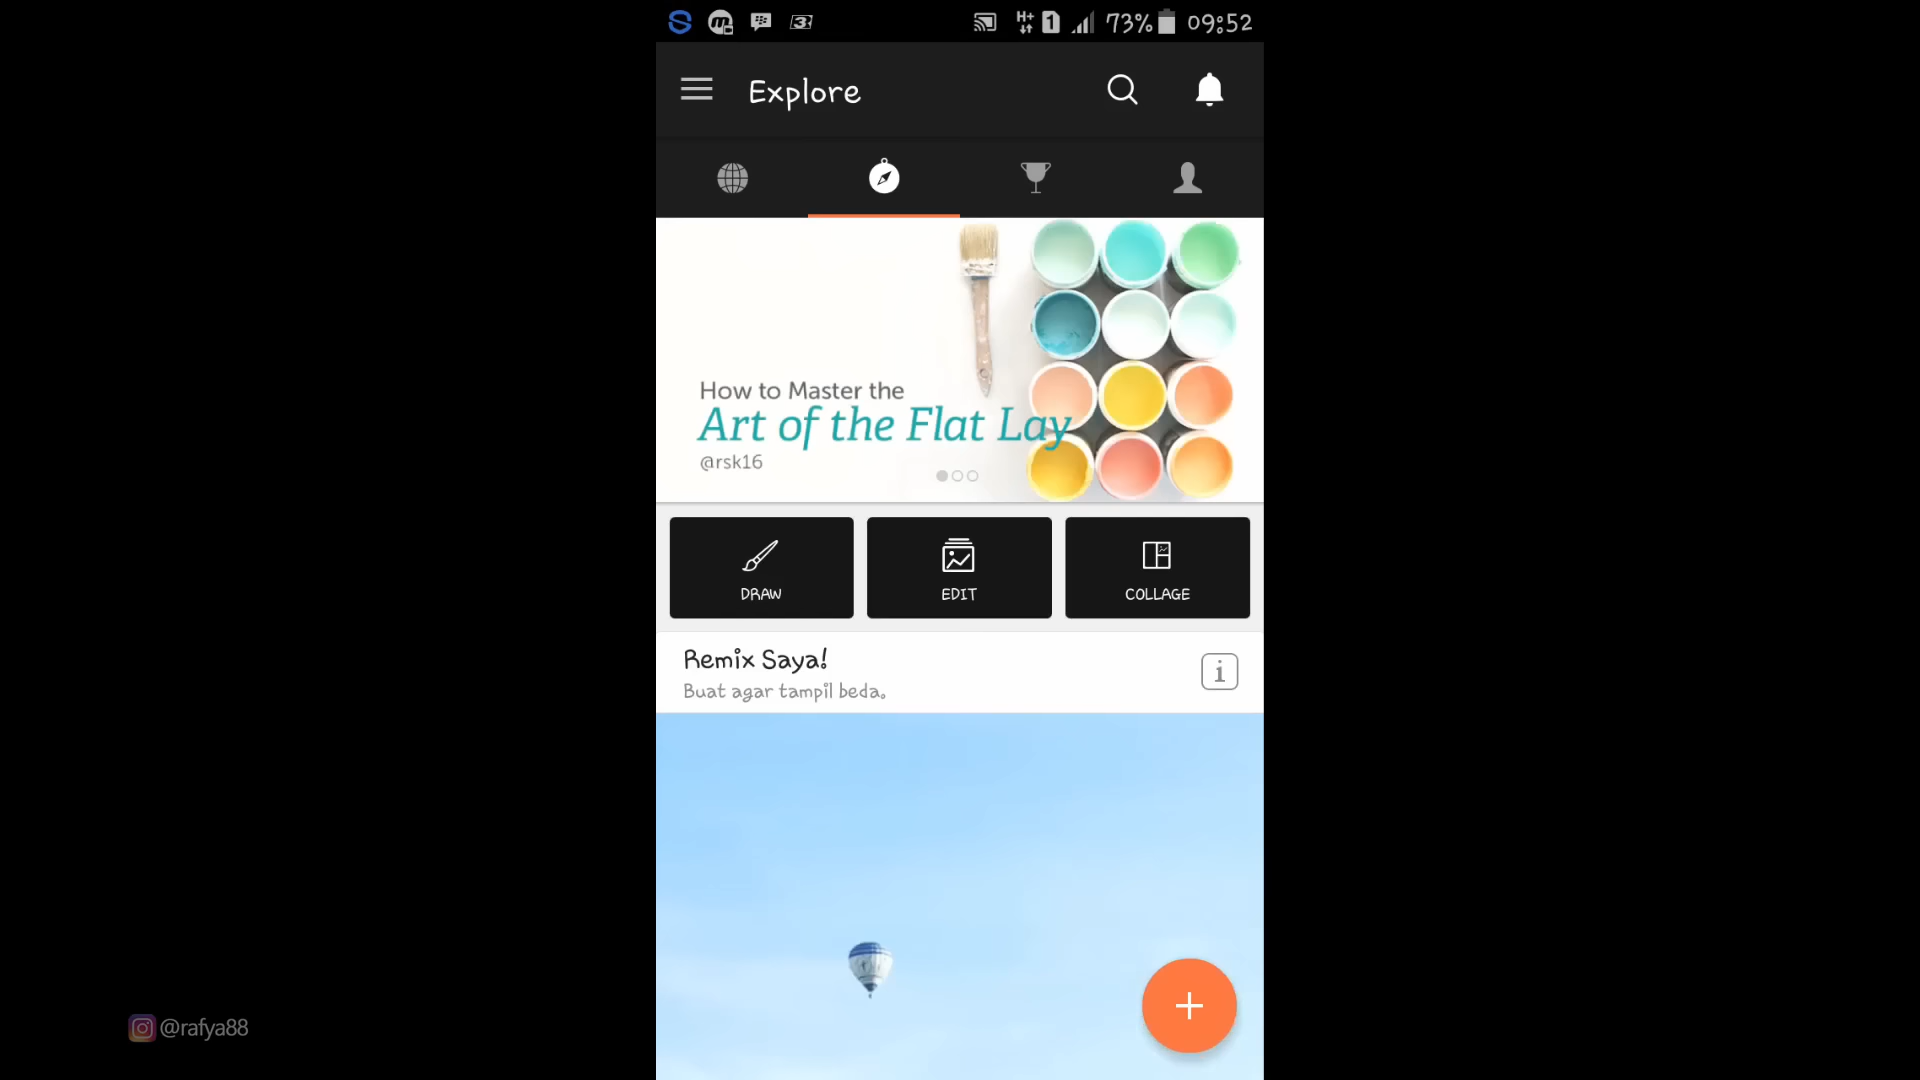 1 73% 09:52
Explore
How to Master the
Art of the Flat Lay
@rsk16
DRAW
EDIT
COLLAGE
Remix Saya!
Buat agar tampil beda.
@rafya88